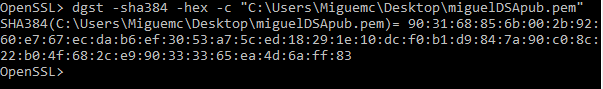 OpenSSL> dgst -sha384 -hex -c "C:\Users\Miguemc\Desktop\miguelDSApub.pem"
SHA384(C:\Users\Miguemc\Desktop\miguelDSApub.pem)= 90:31:68:85:6b:00:2b:92:
60:e7:67:ec:da:b6:ef:30:53:a7:5c:ed:18:29:1e:10:dc:f0:b1:d9:84:7a:90:c0:8c:
22:b0:4f:68:2c:e9:90:33:33:65:ea:4d:6a:ff:83
OpenSSL>